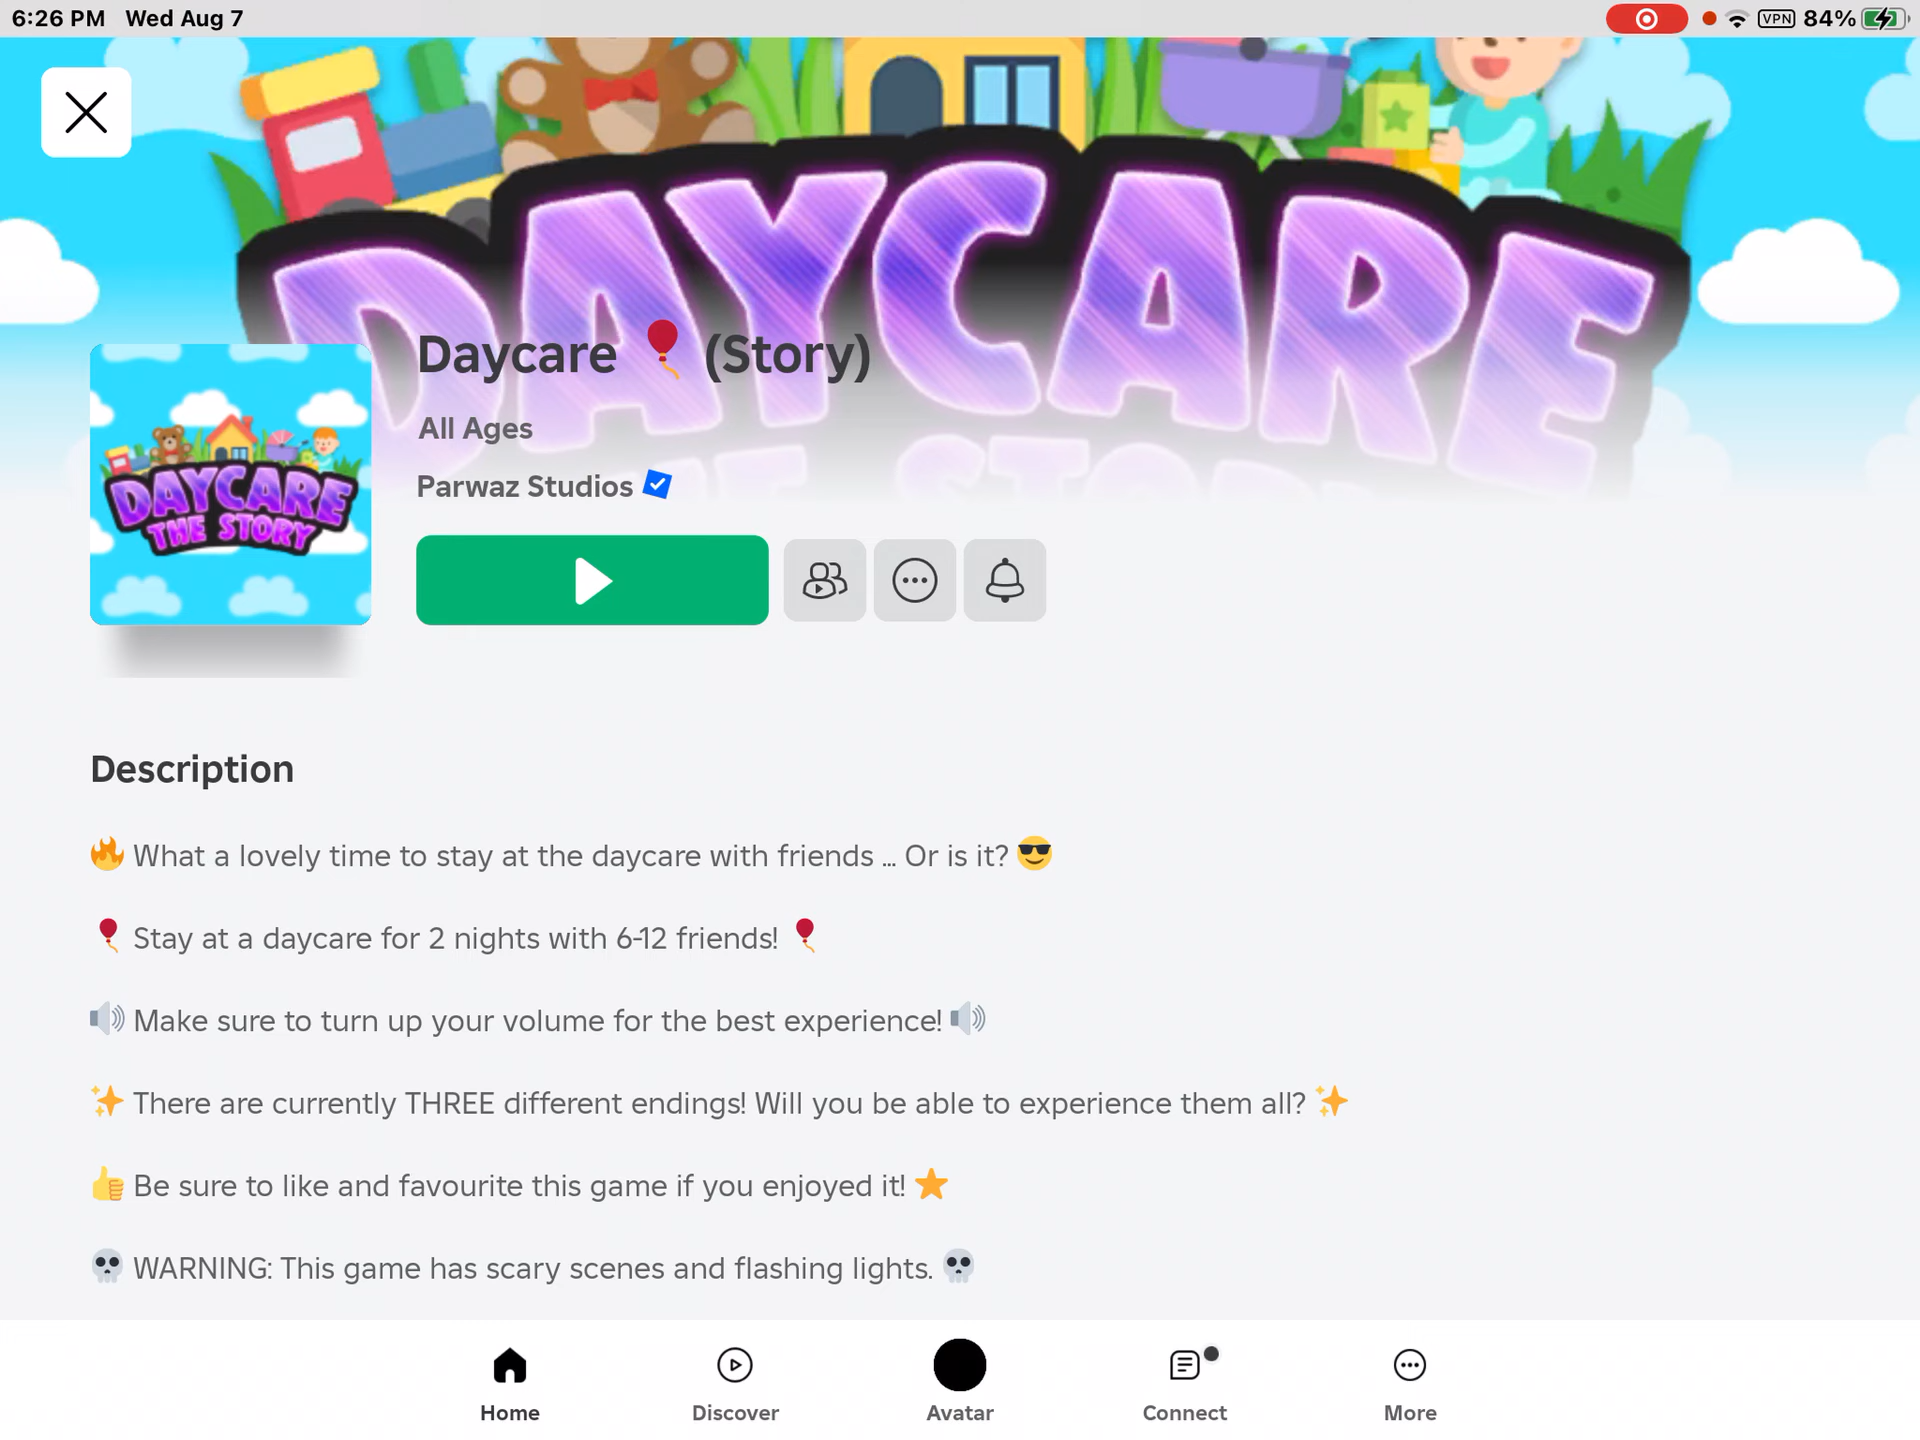 6:26 PM Wed Aug 7 VPN 84%
DAYCARE
THE STORY
Daycare 🎈 (Story)
All Ages
Parwaz Studios
DAYCARE
THE STORY
Description
🔥 What a lovely time to stay at the daycare with friends ... Or is it? 😎
🎈 Stay at a daycare for 2 nights with 6-12 friends! 🎈
🔊 Make sure to turn up your volume for the best experience! 🔊
✨ There are currently THREE different endings! Will you be able to experience them all? ✨
👍 Be sure to like and favourite this game if you enjoyed it! ⭐
💀 WARNING: This game has scary scenes and flashing lights. 💀
Home Discover Avatar Connect More